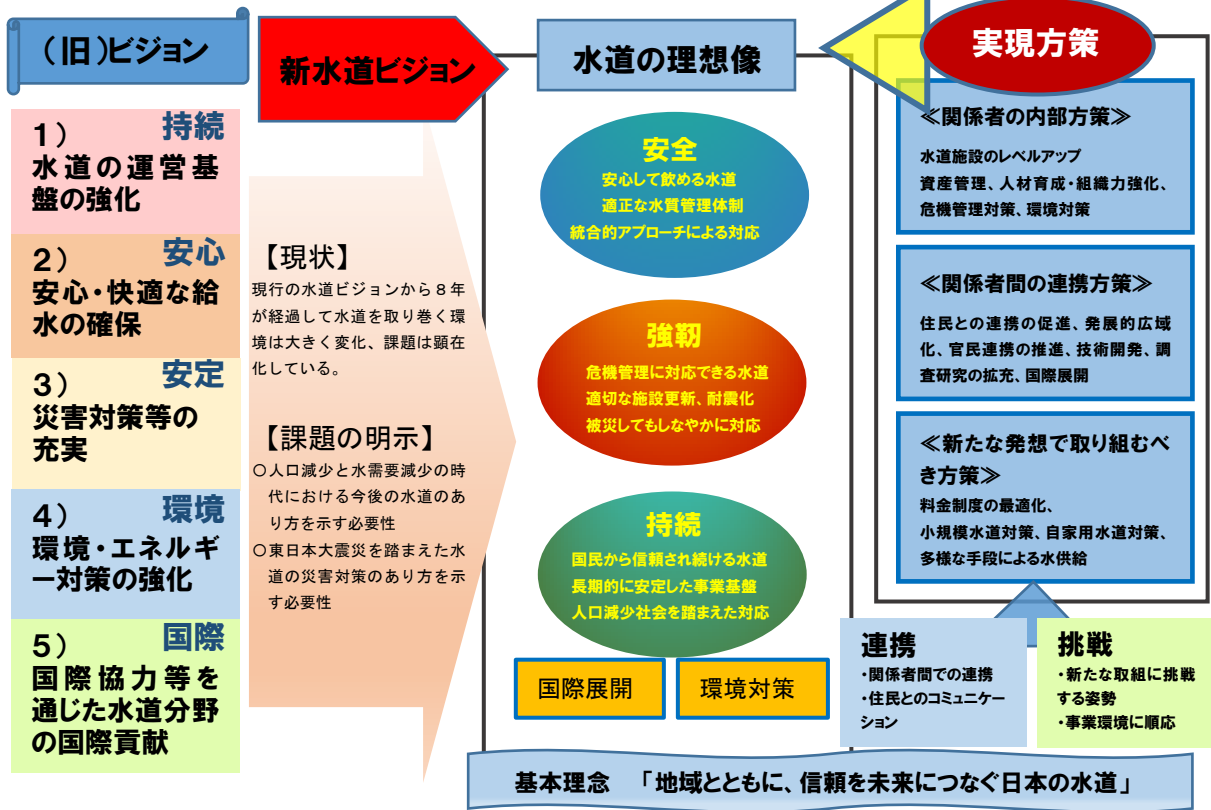 （旧）ビジョン
1）　持続
水道の運営基
盤の強化
2）　安心
安心・快適な給
水の確保
3）　安定
災害対策等の
充実
4）　環境
環境・エネルギ
ー対策の強化
5）　国際
国際協力等を
通じた水道分野
の国際貢献
新水道ビジョン
【現状】
現行の水道ビジョンから８年
が経過して水道を取り巻く環
境は大きく変化、課題は顕在
化している。
【課題の明示】
○人口減少と水需要減少の時
代における今後の水道のあ
り方を示す必要性
○東日本大震災を踏まえた水
道の災害対策のあり方を示
す必要性
水道の理想像
安全
安心して飲める水道
適正な水質管理体制
統合的アプローチによる対応
強靭
危機管理に対応できる水道
適切な施設更新、耐震化
被災してもしなやかに対応
持続
国民から信頼され続ける水道
長期的に安定した事業基盤
人口減少社会を踏まえた対応
国際展開
環境対策
実現方策
≪関係者の内部方策≫
水道施設のレベルアップ
資産管理、人材育成・組織力強化、
危機管理対策、環境対策
≪関係者間の連携方策≫
住民との連携の促進、発展的広域
化、官民連携の推進、技術開発、調
査研究の拡充、国際展開
≪新たな発想で取り組むべ
き方策≫
料金制度の最適化、
小規模水道対策、自家用水道対策、
多様な手段による水供給
連携
・関係者間での連携
・住民とのコミュニケー
ション
挑戦
・新たな取組に挑戦
する姿勢
・事業環境に順応
基本理念　「地域とともに、信頼を未来につなぐ日本の水道」